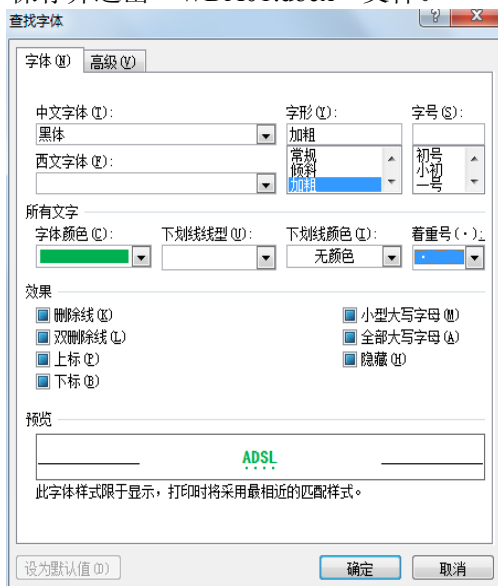 查找字体
字体(N) 高级(V)
中文字体(T): 字形(Y): 字号(S):
黑体 加粗
常规 初号
西文字体(F): 倾斜 小初
加粗 一号
所有文字
字体颜色(C): 下划线线型(U): 下划线颜色(I): 着重号(·):
无颜色 ·
效果
删除线(K) 小型大写字母(M)
双删除线(L) 全部大写字母(A)
上标(P) 隐藏(H)
下标(B)
预览
ADSL
此字体样式限于显示，打印时将采用最相近的匹配样式。
设为默认值(D) 确定 取消